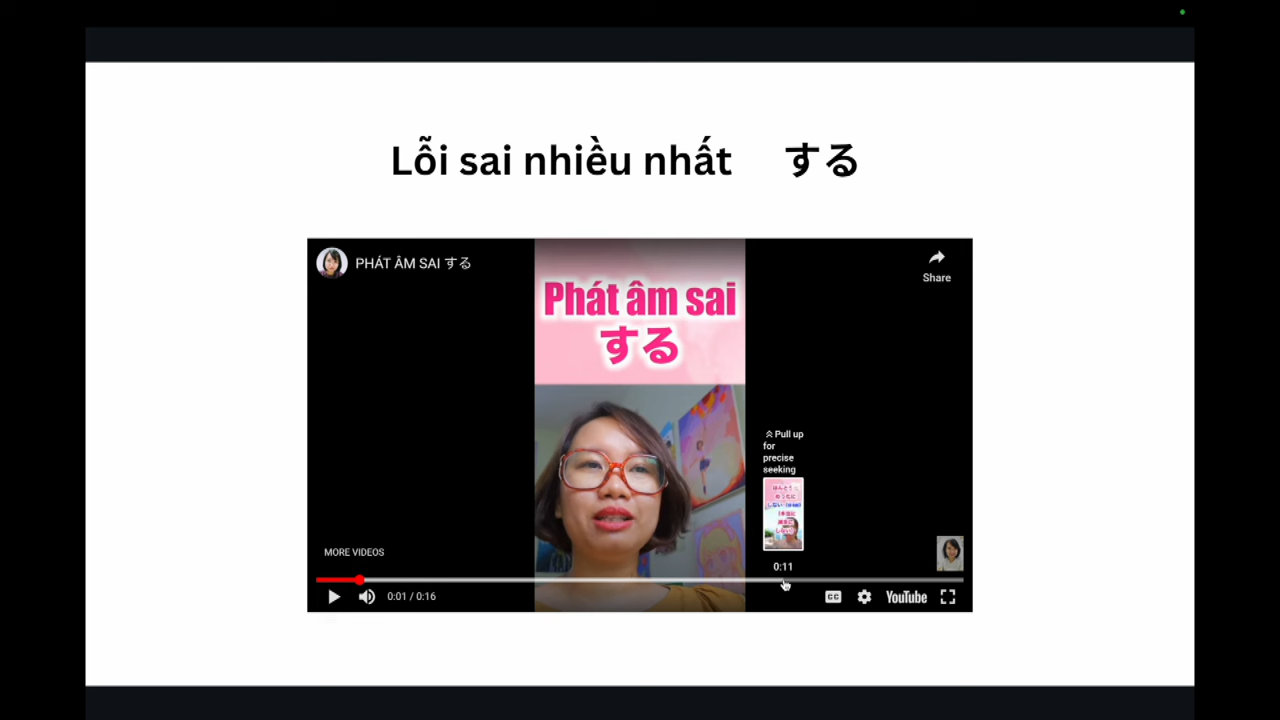 Lỗi sai nhiều nhất する
PHÁT ÂM SAI する
Share
Phát âm sai
する
Pull up
for
precise
seeking
0:11
MORE VIDEOS
0:01 / 0:16
CC
YouTube